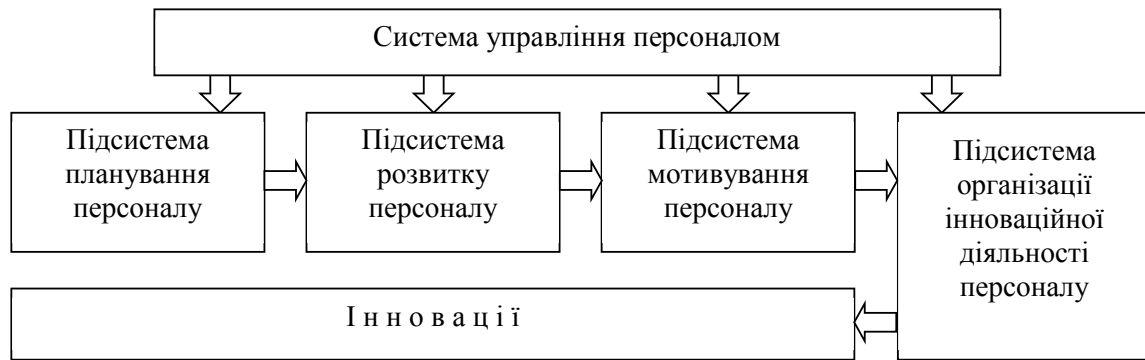 Система управління персоналом
Підсистема
планування
персоналу
Підсистема
розвитку
персоналу
Підсистема
мотивування
персоналу
Підсистема
організації
інноваційної
діяльності
персоналу
І н н о в а ц і ї